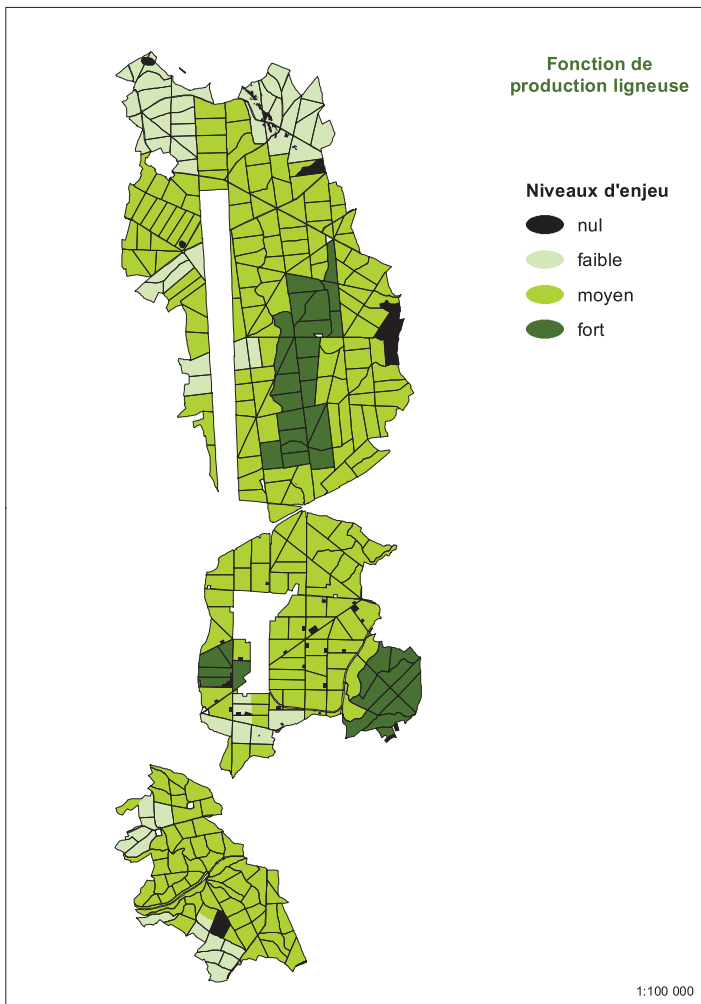 Fonction de
production ligneuse
Niveaux d'enjeu
nul
faible
moyen
fort
1:100 000